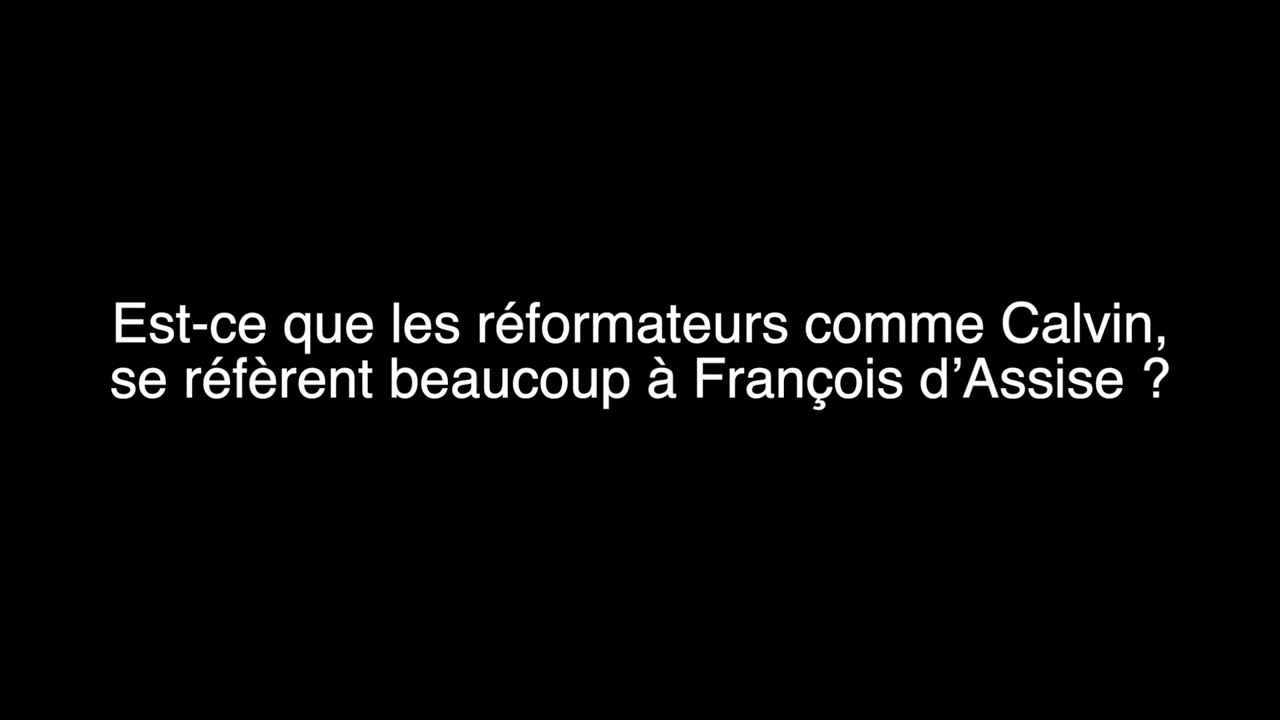 Est-ce que les réformateurs comme Calvin,
se réfèrent beaucoup à François d’Assise ?